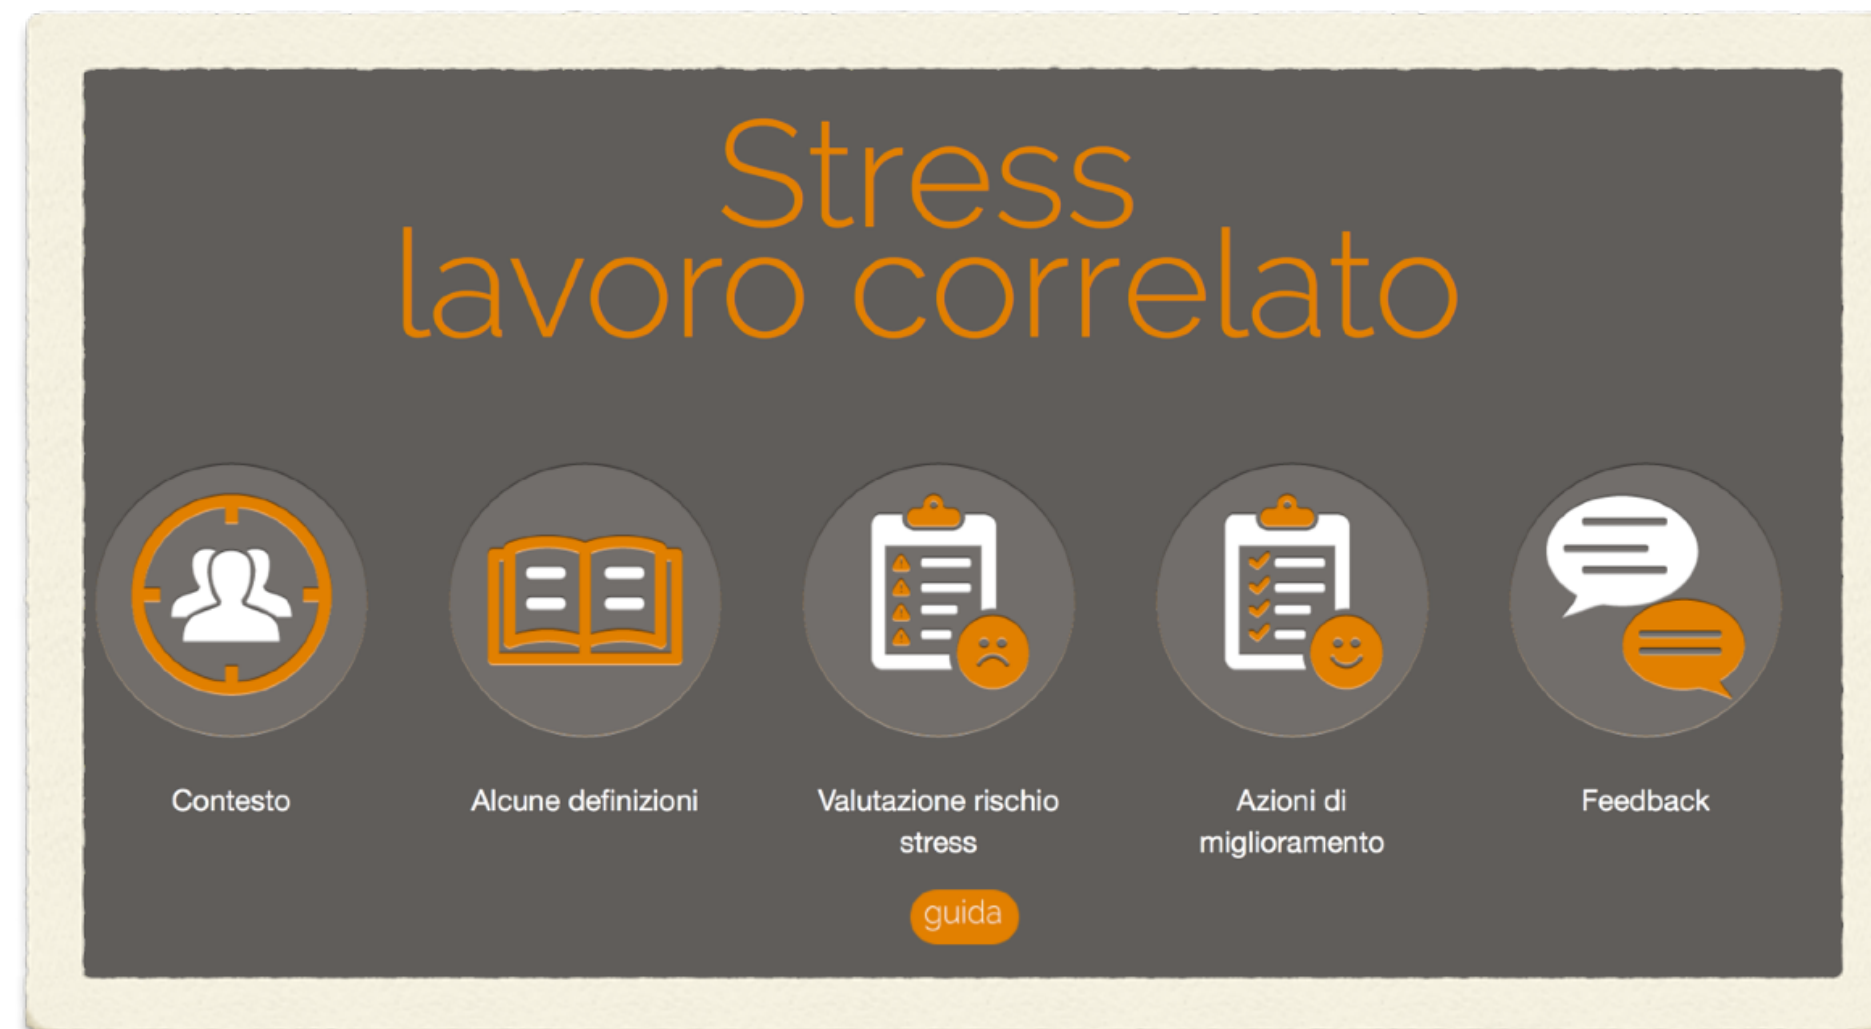 Stress
lavoro correlato
Contesto
Alcune definizioni
Valutazione rischio
stress
Azioni di
miglioramento
Feedback
guida